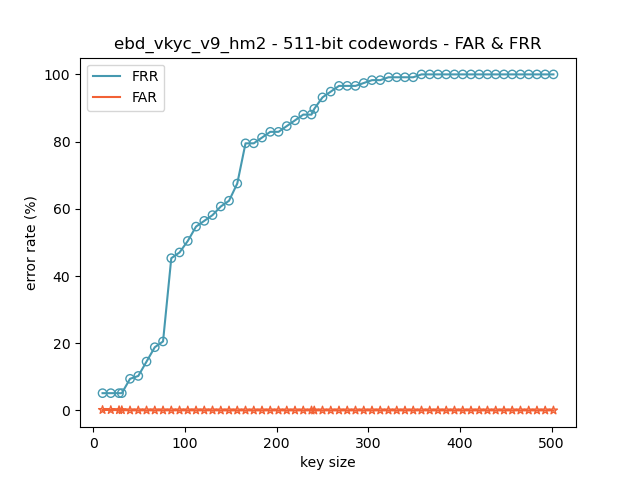 ebd_vkyc_v9_hm2 - 511-bit codewords - FAR & FRR
FRR
FAR
error rate (%)
100
80
60
40
20
0
0 100 200 300 400 500
key size